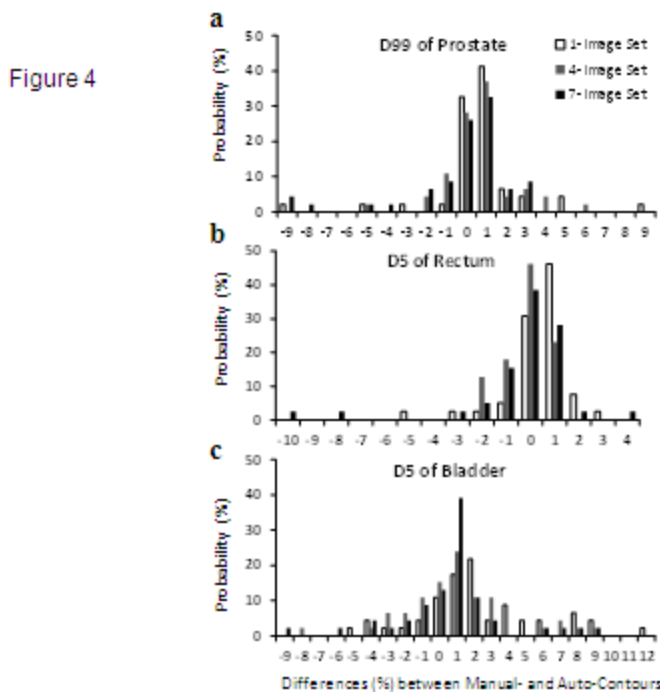 Figure 4
a
D99 of Prostate
1- Image Set
4- Image Set
7- Image Set
Probability (%)
50
40
30
20
10
0
-9 -8 -7 -6 -5 -4 -3 -2 -1 0 1 2 3 4 5 6 7 8 9
b
D5 of Rectum
Probability (%)
50
40
30
20
10
0
-10 -9 -8 -7 -6 -5 -4 -3 -2 -1 0 1 2 3 4
c
D5 of Bladder
Probability (%)
50
40
30
20
10
0
-9 -8 -7 -6 -5 -4 -3 -2 -1 0 1 2 3 4 5 6 7 8 9 10 11 12
Differences (%) between Manual- and Auto-Contours